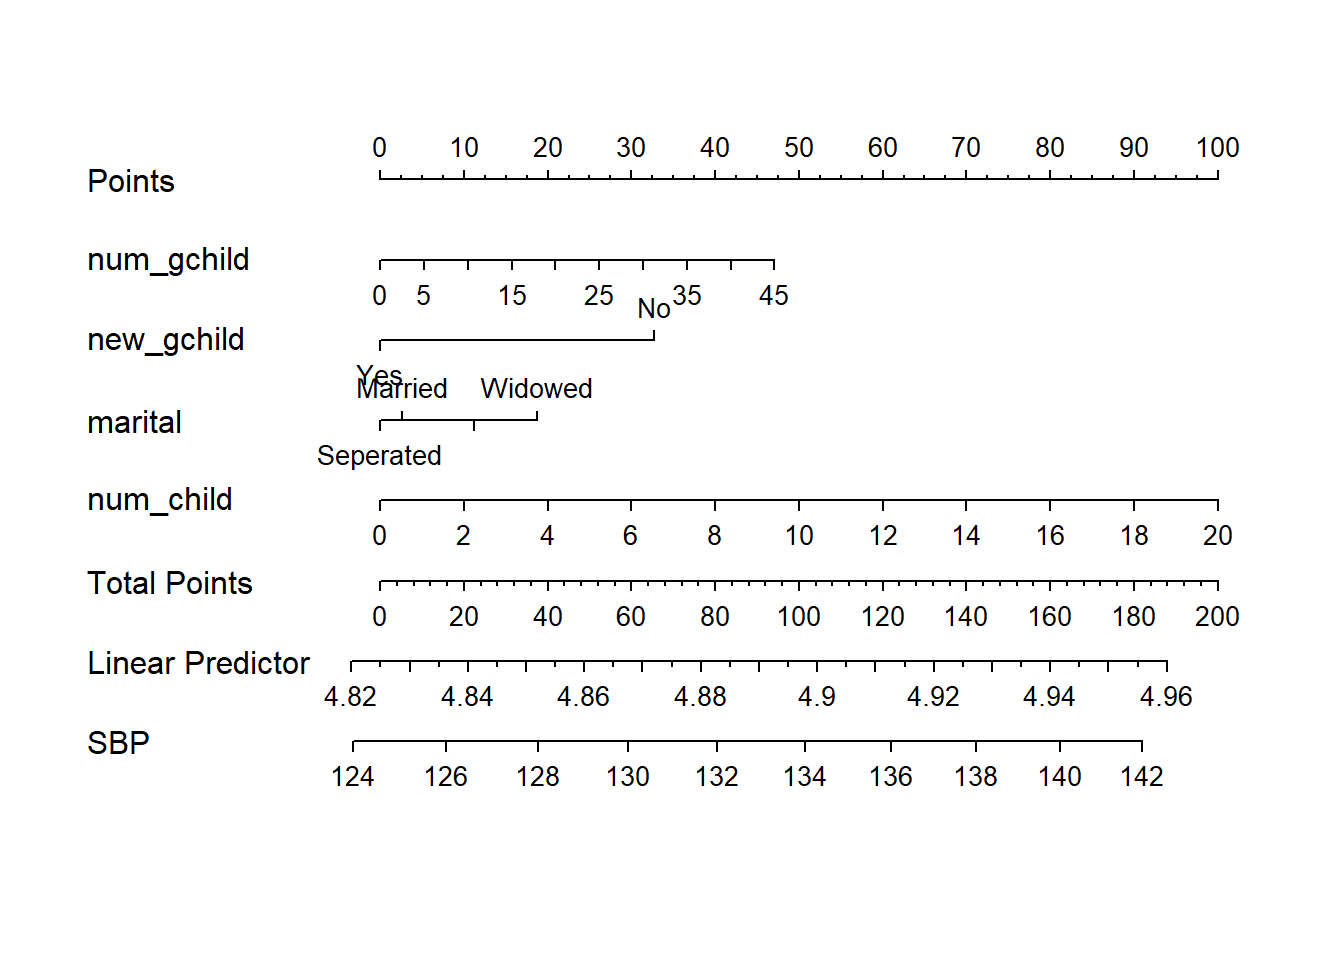 0 10 20 30 40 50 60 70 80 90 100
Points
num_gchild
0 5 15 25 35 45
No
new_gchild
Yes
Married Widowed
marital
Seperated
num_child
0 2 4 6 8 10 12 14 16 18 20
Total Points
0 20 40 60 80 100 120 140 160 180 200
Linear Predictor
4.82 4.84 4.86 4.88 4.9 4.92 4.94 4.96
SBP
124 126 128 130 132 134 136 138 140 142